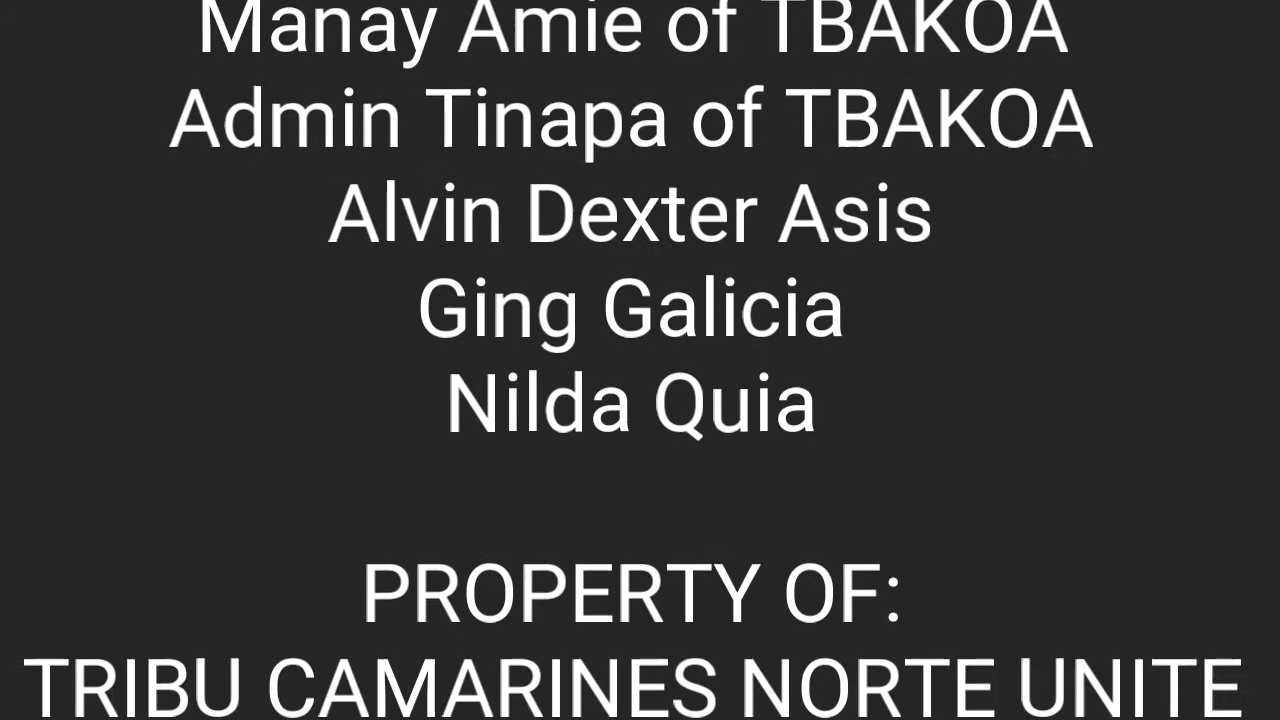 Manay Amie of TBAKOA
Admin Tinapa of TBAKOA
Alvin Dexter Asis
Ging Galicia
Nilda Quia
PROPERTY OF:
TRIBU CAMARINES NORTE UNITE